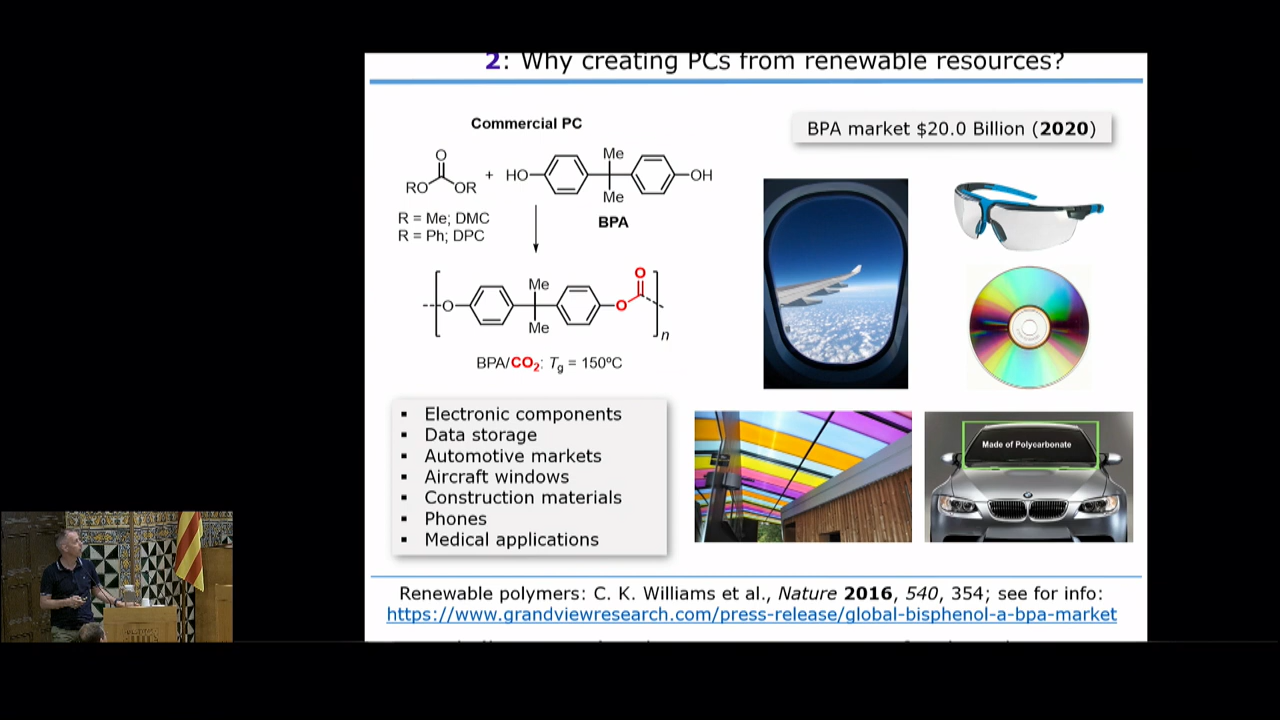 2: Why creating PCs from renewable resources?
Commercial PC
BPA market $20.0 Billion (2020)
O
RO
OR
+
HO
Me
Me
OH
R = Me; DMC
R = Ph; DPC
BPA
O
Me
Me
O
O
n
BPA/CO₂: Tg = 150ºC
▪ Electronic components
▪ Data storage
▪ Automotive markets
▪ Aircraft windows
▪ Construction materials
▪ Phones
▪ Medical applications
Made of Polycarbonate
Renewable polymers: C. K. Williams et al., Nature 2016, 540, 354; see for info:
https://www.grandviewresearch.com/press-release/global-bisphenol-a-bpa-market